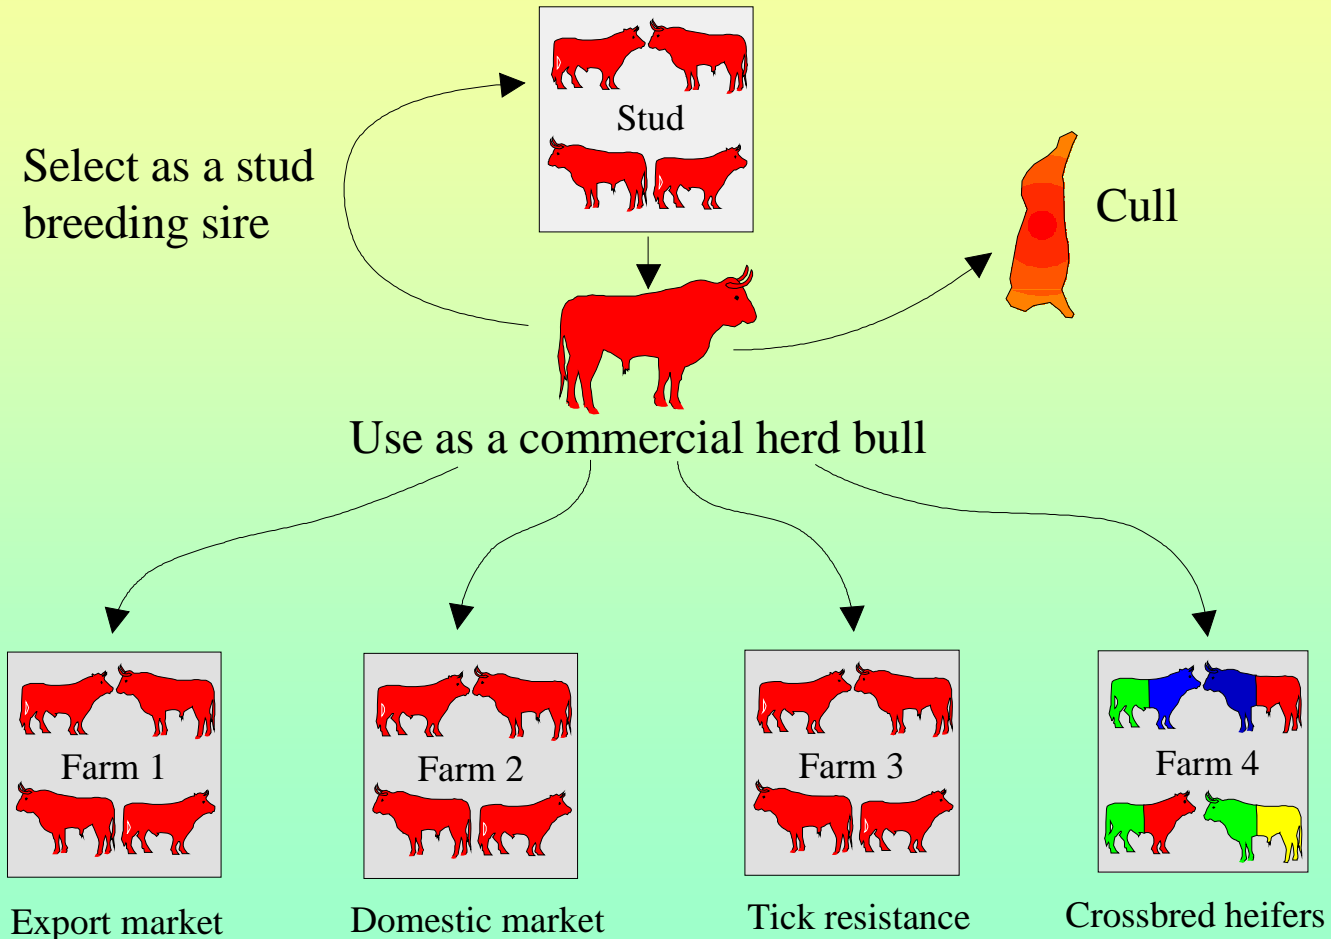 Stud
Select as a stud
breeding sire
Cull
Use as a commercial herd bull
Farm 1
Farm 2
Farm 3
Farm 4
Export market
Domestic market
Tick resistance
Crossbred heifers